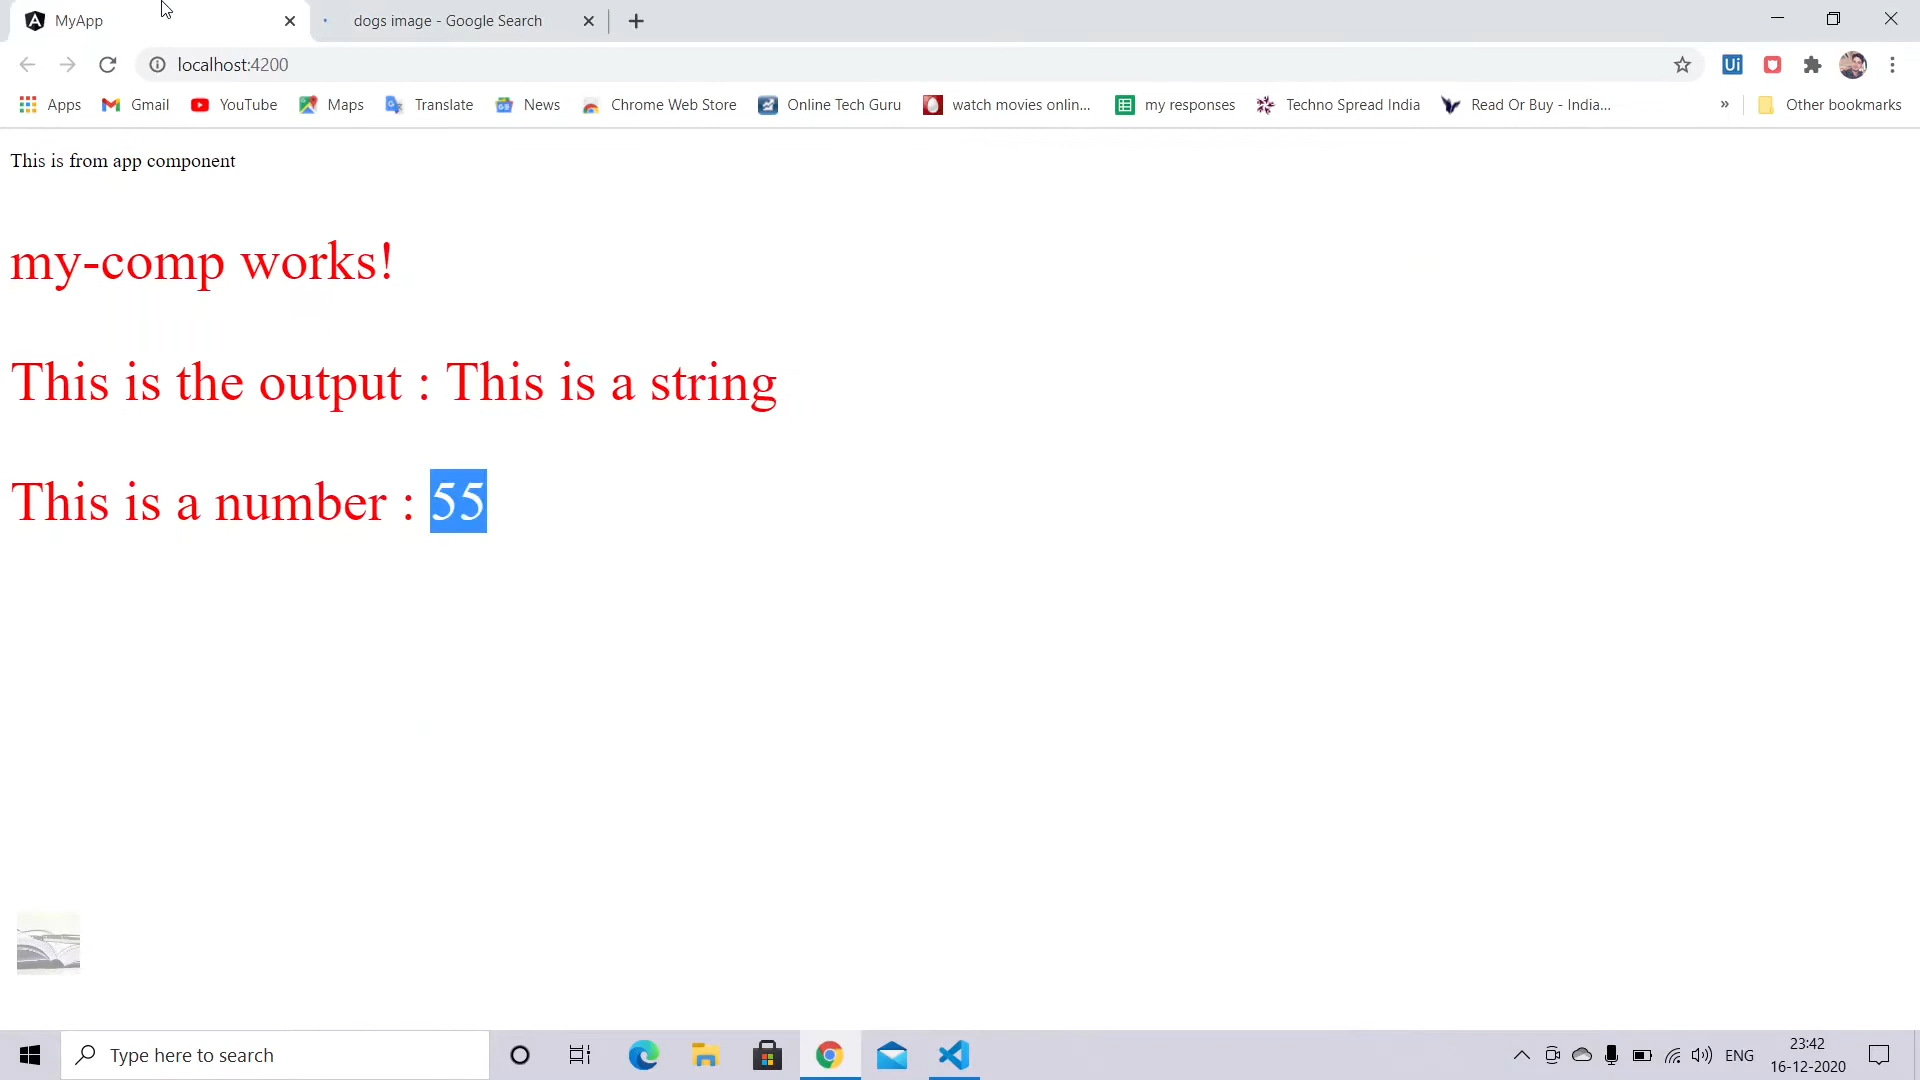 MyApp
dogs image - Google Search
localhost:4200
Apps Gmail YouTube Maps Translate News Chrome Web Store Online Tech Guru watch movies onlin... my responses Techno Spread India Read Or Buy - India... » Other bookmarks
This is from app component
my-comp works!
This is the output : This is a string
This is a number : 55
Type here to search
ENG
23:42
16-12-2020